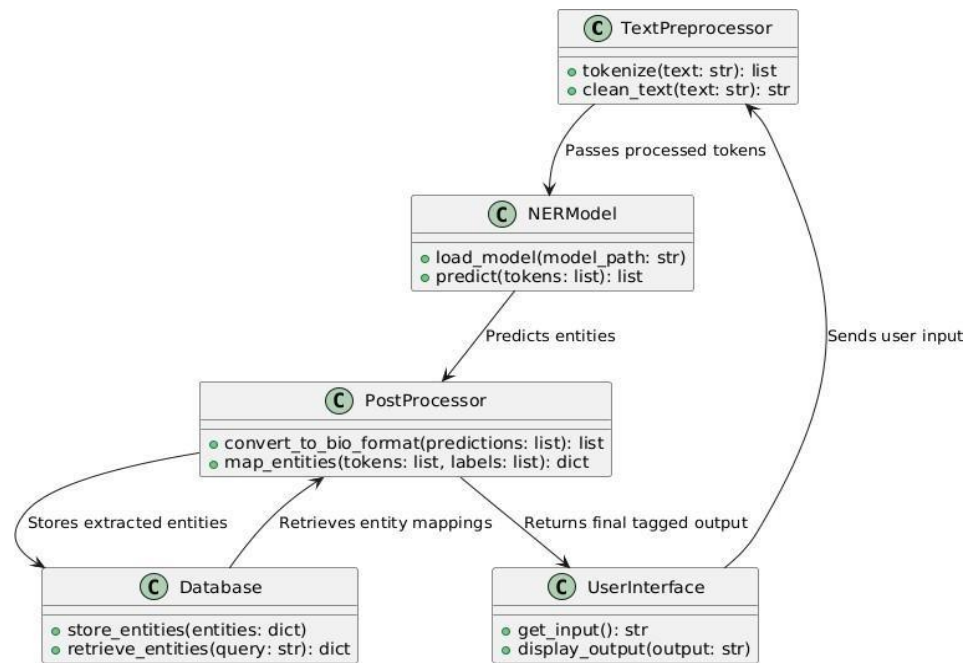 C TextPreprocessor
tokenize(text: str): list
clean_text(text: str): str
Passes processed tokens
C NERModel
load_model(model_path: str)
predict(tokens: list): list
Predicts entities
Sends user input
C PostProcessor
convert_to_bio_format(predictions: list): list
map_entities(tokens: list, labels: list): dict
Stores extracted entities
Retrieves entity mappings
Returns final tagged output
C Database
store_entities(entities: dict)
retrieve_entities(query: str): dict
C UserInterface
get_input(): str
display_output(output: str)